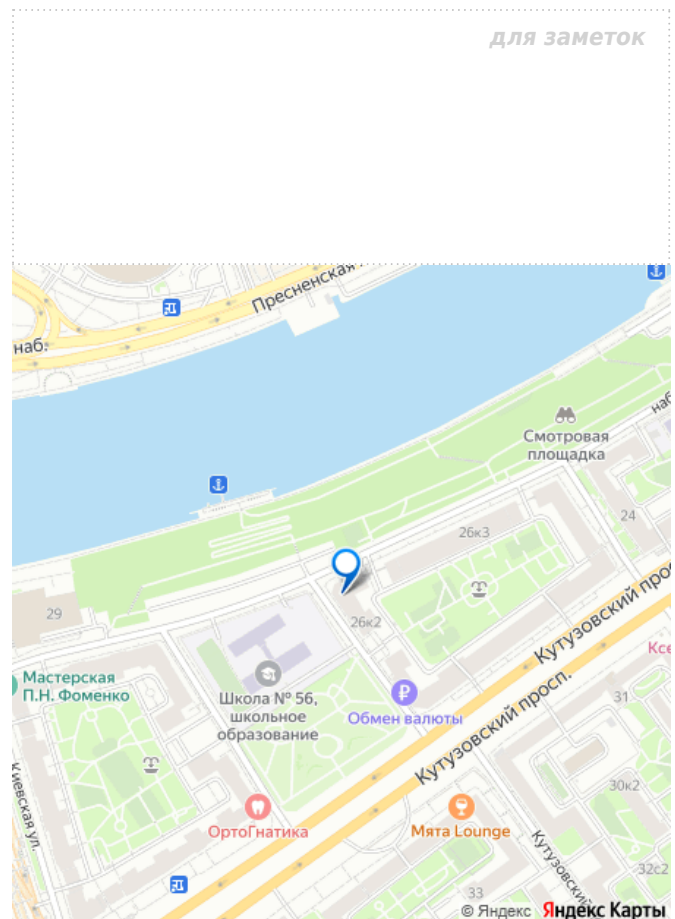 для заметок
Пресненская
наб.
Смотровая
площадка
наб
24
26к3
29
26к2
Кутузовский прос
Мастерская
П.Н. Фоменко
Школа № 56,
школьное
образование
Обмен валюты
Ксе
31
Кутузовский просп.
Киевская ул.
30к2
ОртоГнатика
Мята Lounge
Кутузовский
32с2
33
© Яндекс Яндекс Карты